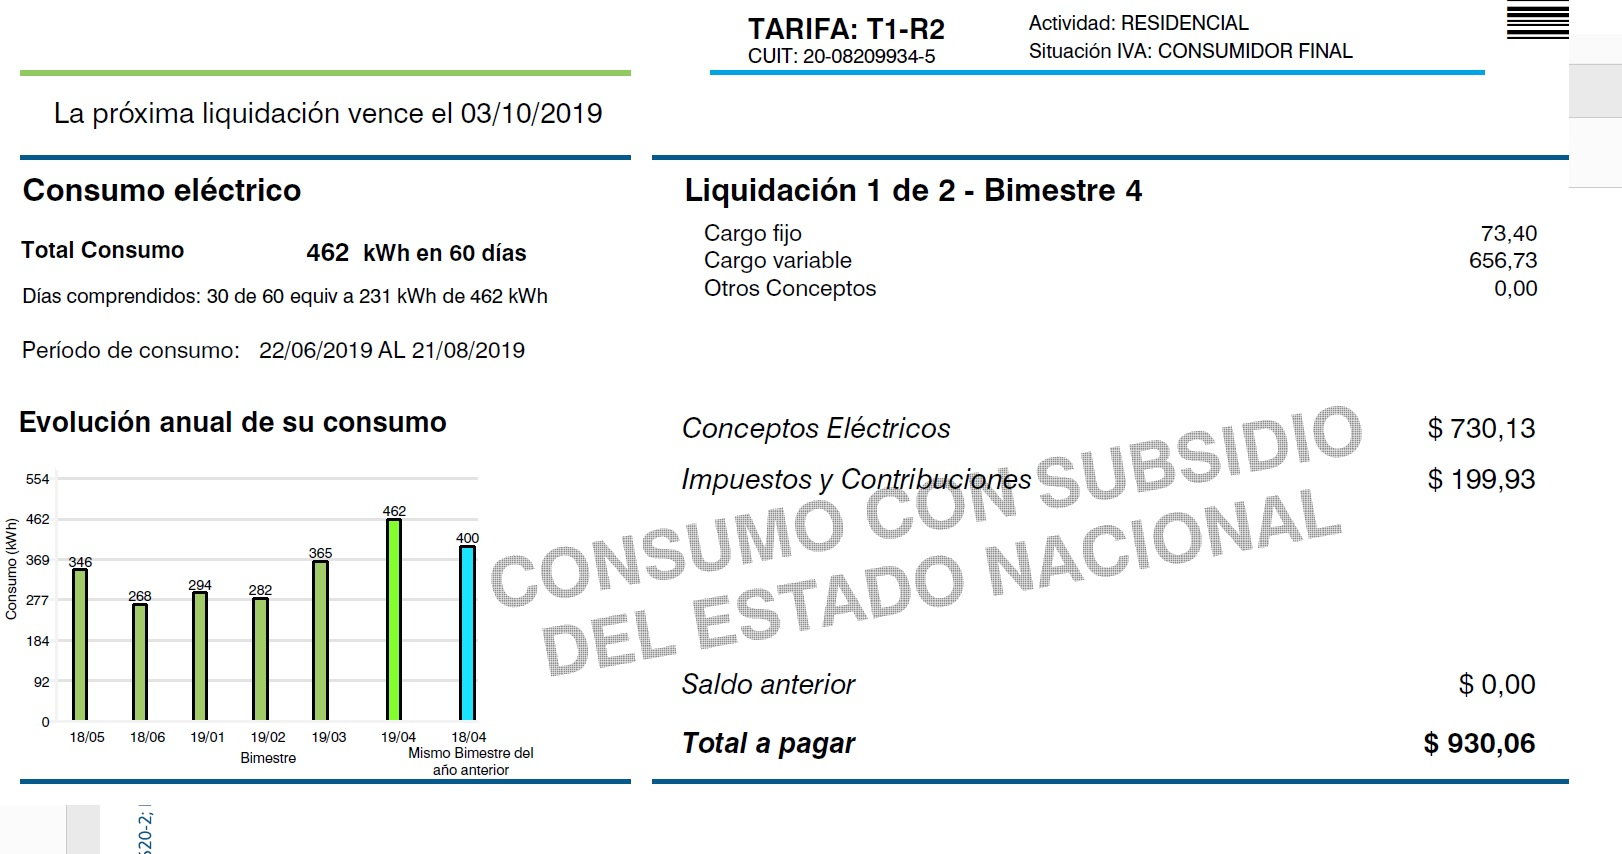 TARIFA: T1-R2
CUIT: 20-08209934-5
Actividad: RESIDENCIAL
Situación IVA: CONSUMIDOR FINAL
La próxima liquidación vence el 03/10/2019
Consumo eléctrico
Total Consumo 462 kWh en 60 días
Días comprendidos: 30 de 60 equiv a 231 kWh de 462 kWh
Período de consumo: 22/06/2019 AL 21/08/2019
Evolución anual de su consumo
Consumo (kWh)
554
462
369
277
184
92
0
346
268
294
282
365
462
400
18/05 18/06 19/01 19/02 19/03 19/04 18/04
Bimestre
Mismo Bimestre del
año anterior
Liquidación 1 de 2 - Bimestre 4
Cargo fijo 73,40
Cargo variable 656,73
Otros Conceptos 0,00
Conceptos Eléctricos $ 730,13
Impuestos y Contribuciones $ 199,93
CONSUMO CON SUBSIDIO
DEL ESTADO NACIONAL
Saldo anterior $ 0,00
Total a pagar $ 930,06